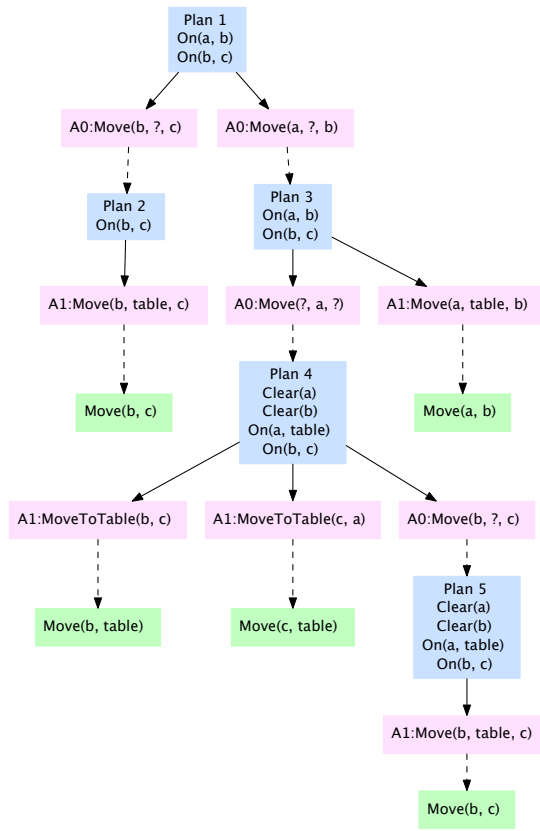 Plan 1
On(a, b)
On(b, c)
A0:Move(b, ?, c)
A0:Move(a, ?, b)
Plan 2
On(b, c)
Plan 3
On(a, b)
On(b, c)
A1:Move(b, table, c)
A0:Move(?, a, ?)
A1:Move(a, table, b)
Plan 4
Clear(a)
Clear(b)
On(a, table)
On(b, c)
Move(b, c)
Move(a, b)
A1:MoveToTable(b, c)
A1:MoveToTable(c, a)
A0:Move(b, ?, c)
Move(b, table)
Move(c, table)
Plan 5
Clear(a)
Clear(b)
On(a, table)
On(b, c)
A1:Move(b, table, c)
Move(b, c)